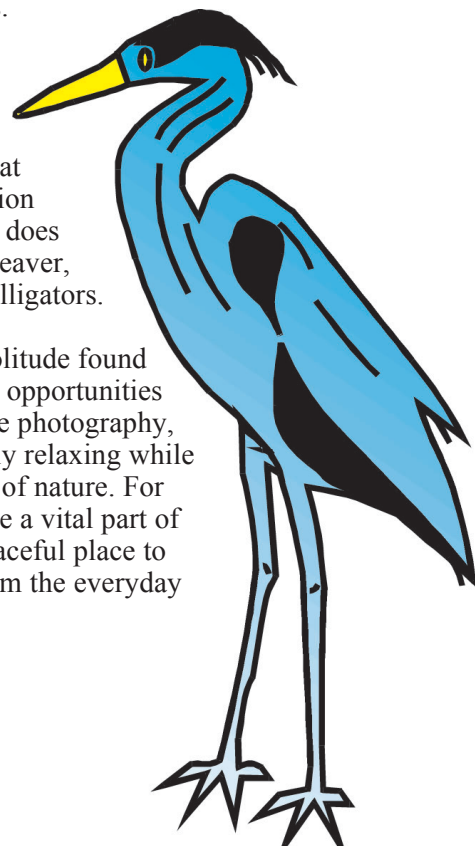 .
at
ion
does
eaver,
lligators.
olitude found
opportunities
e photography,
y relaxing while
of nature. For
e a vital part of
aceful place to
m the everyday